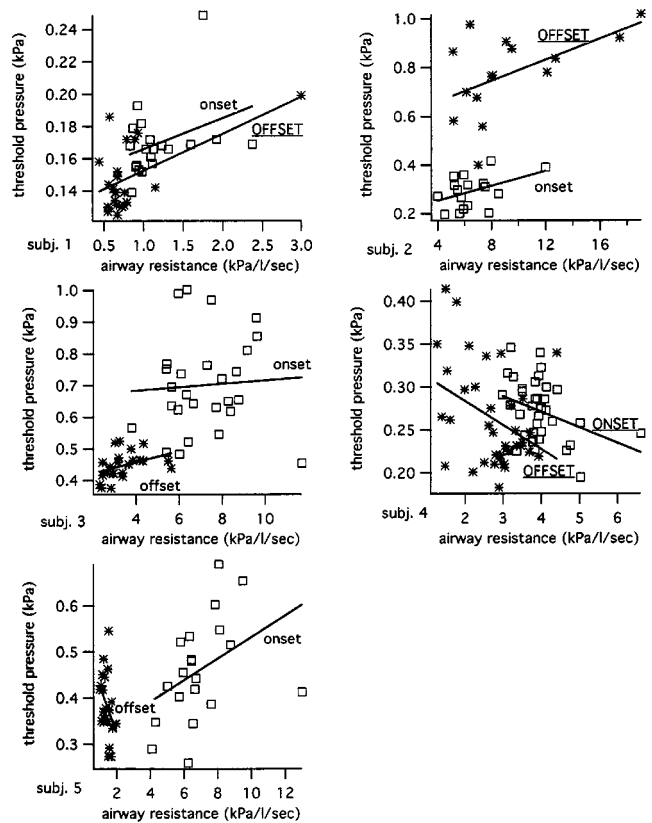 threshold pressure (kPa)
0.24
0.20
0.16
0.14
onset
OFFSET
0.5 1.0 1.5 2.0 2.5 3.0
subj. 1
airway resistance (kPa/l/sec)
threshold pressure (kPa)
1.0
0.8
0.6
0.4
0.2
OFFSET
onset
4 8 12 16
subj. 2
airway resistance (kPa/l/sec)
threshold pressure (kPa)
1.0
0.9
0.8
0.7
0.6
0.5
0.4
onset
offset
2 4 6 8 10
subj. 3
airway resistance (kPa/l/sec)
threshold pressure (kPa)
0.40
0.35
0.30
0.25
0.20
ONSET
OFFSET
2 3 4 5 6
subj. 4
airway resistance (kPa/l/sec)
threshold pressure (kPa)
0.6
0.5
0.4
0.3
onset
offset
2 4 6 8 10 12
subj. 5
airway resistance (kPa/l/sec)